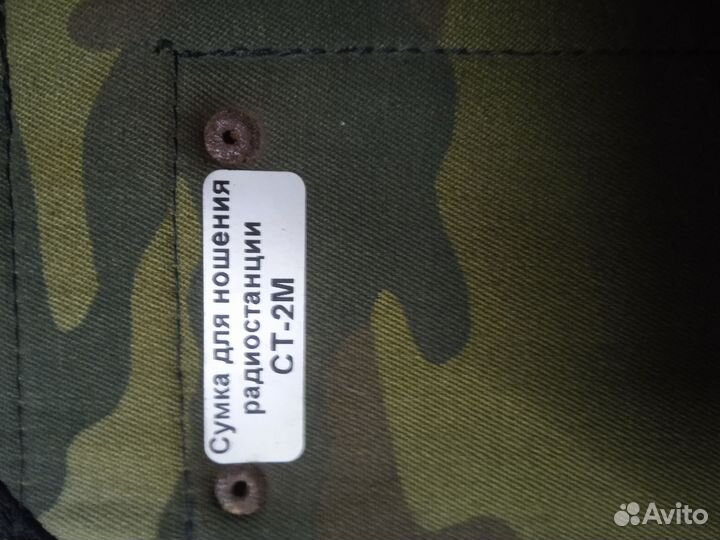 Сумка для ношения
радиостанции
СТ-2М
Avito